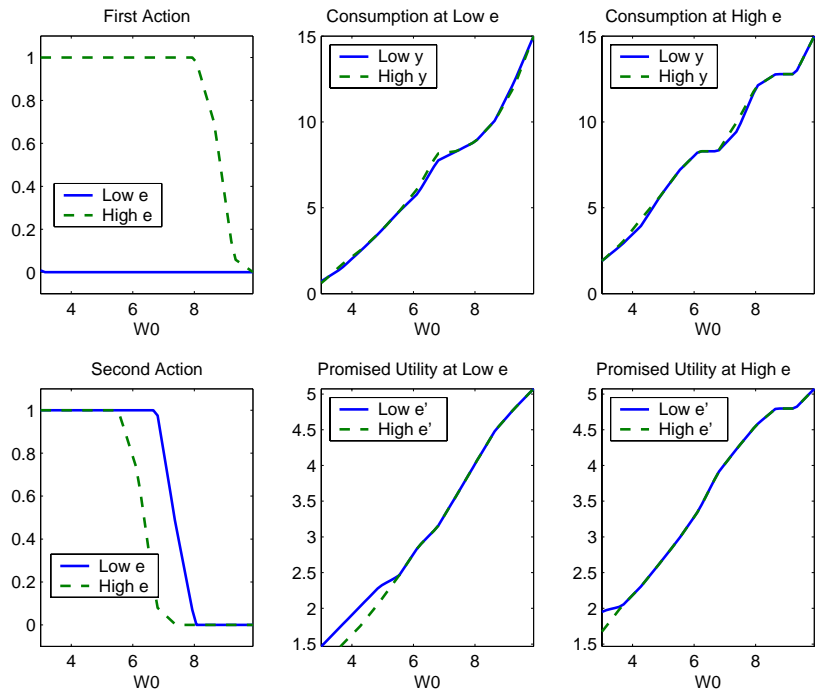 First Action
Consumption at Low e
Consumption at High e
1
0.8
0.6
0.4
0.2
0
Low e
High e
4
6
8
W0
15
10
5
0
Low y
High y
4
6
8
W0
15
10
5
0
Low y
High y
4
6
8
W0
Second Action
Promised Utility at Low e
Promised Utility at High e
1
0.8
0.6
0.4
0.2
0
Low e
High e
4
6
8
W0
5
4.5
4
3.5
3
2.5
2
1.5
Low e’
High e’
4
6
8
W0
5
4.5
4
3.5
3
2.5
2
1.5
Low e’
High e’
4
6
8
W0